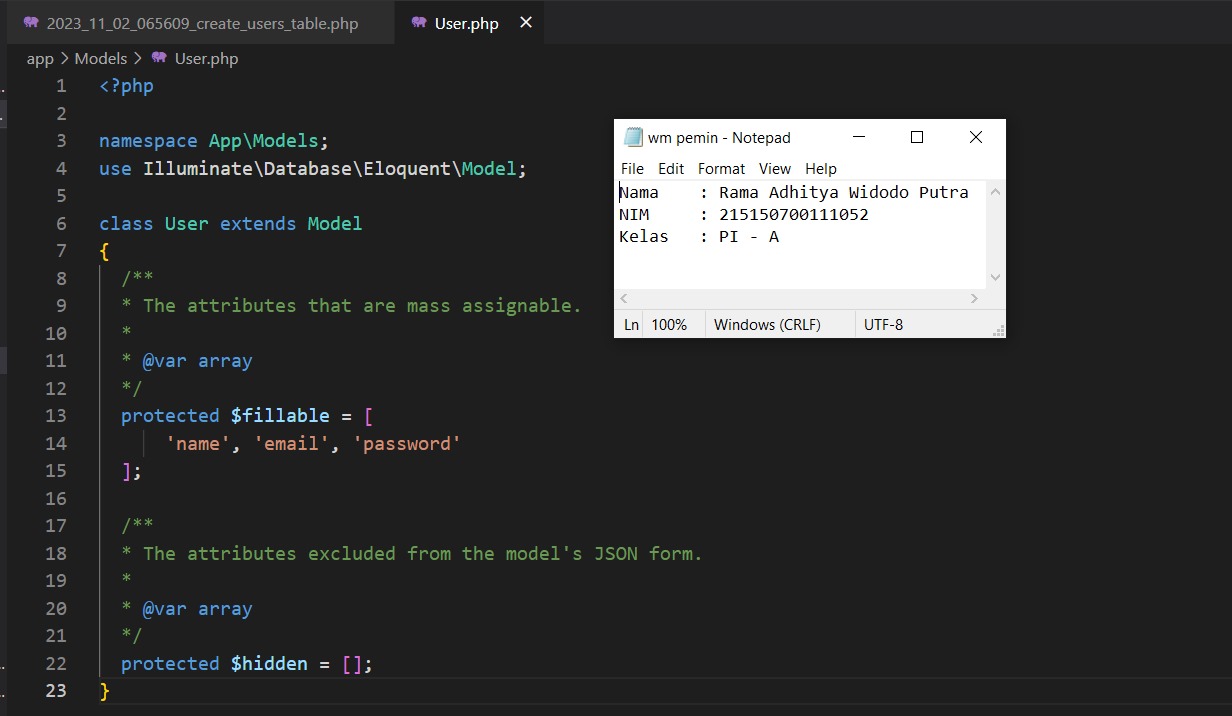 2023_11_02_065609_create_users_table.php User.php
app > Models > User.php
1 <?php
2
3 namespace App\Models;
4 use Illuminate\Database\Eloquent\Model;
5
6 class User extends Model
7 {
8 /**
9 * The attributes that are mass assignable.
10 *
11 * @var array
12 */
13 protected $fillable = [
14 'name', 'email', 'password'
15 ];
16
17 /**
18 * The attributes excluded from the model's JSON form.
19 *
20 * @var array
21 */
22 protected $hidden = [];
23 }
wm pemin - Notepad
File Edit Format View Help
Nama : Rama Adhitya Widodo Putra
NIM : 215150700111052
Kelas : PI - A
Ln 100% Windows (CRLF) UTF-8